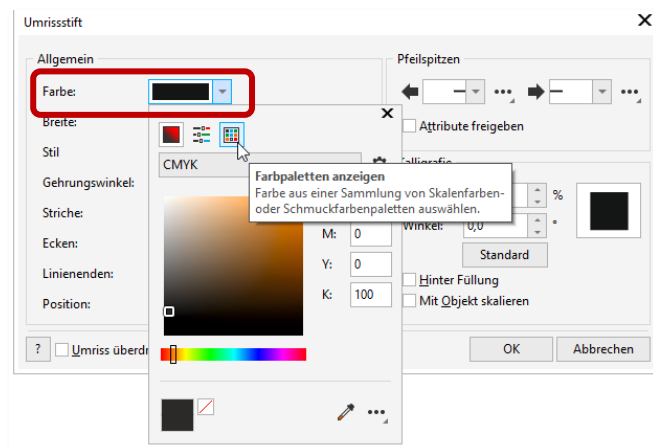 Umrissstift
Allgemein
Farbe:
Breite:
Stil
Gehrungswinkel:
Striche:
Ecken:
Linienenden:
Position:
? Umriss überdr
CMYK
Farbpaletten anzeigen
Farbe aus einer Sammlung von Skalenfarben-
oder Schmuckfarbenpaletten auswählen.
M: 0
Y: 0
K: 100
Pfeilspitzen
Attribute freigeben
%
Winkel: 0,0 °
Standard
Hinter Füllung
Mit Objekt skalieren
OK Abbrechen